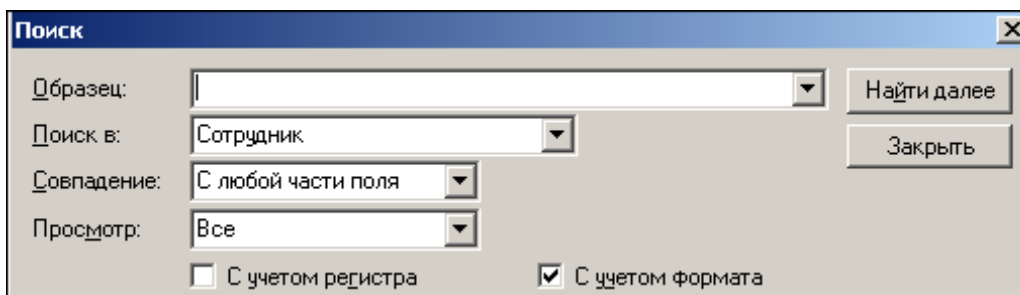 Поиск
Образец:
Найти далее
Поиск в: Сотрудник
Закрыть
Совпадение: С любой части поля
Просмотр: Все
С учетом регистра С учетом формата